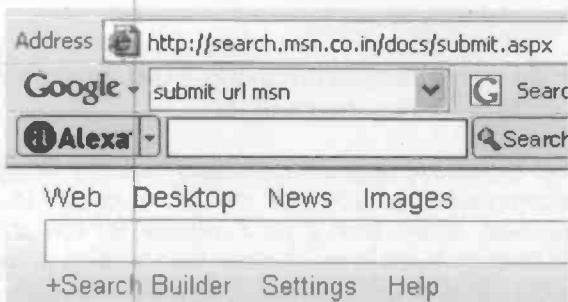 Address http://search.msn.co.in/docs/submit.aspx
Google submit url msn G Searc
a Alexa Search
Web Desktop News Images
+Search Builder Settings Help